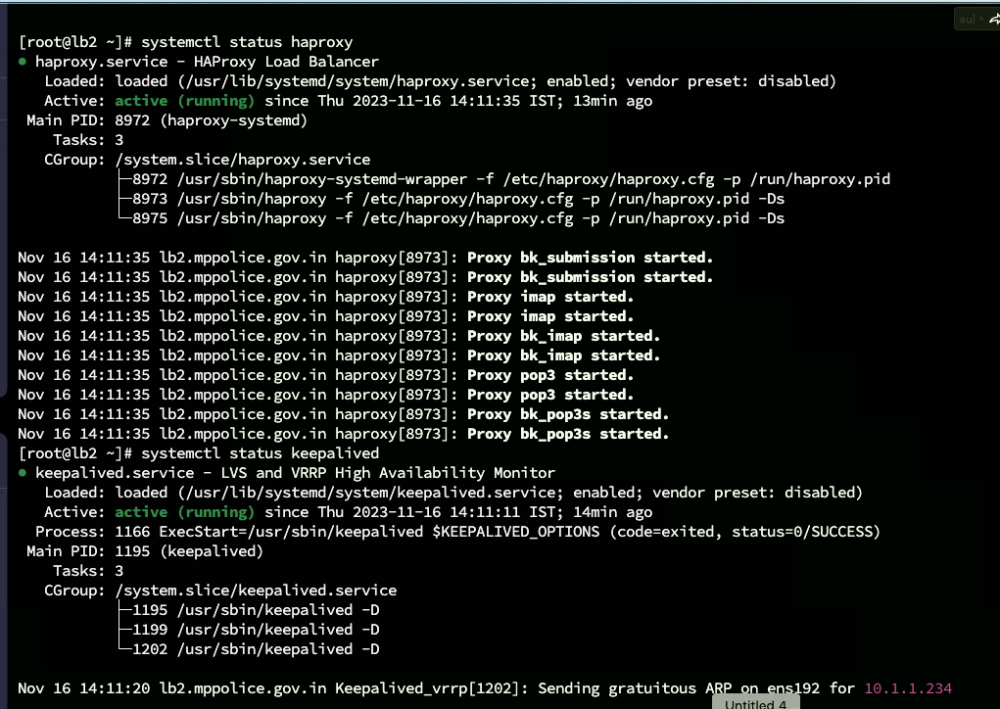 au|
[root@lb2 ~]# systemctl status haproxy
● haproxy.service - HAProxy Load Balancer
Loaded: loaded (/usr/lib/systemd/system/haproxy.service; enabled; vendor preset: disabled)
Active: active (running) since Thu 2023-11-16 14:11:35 IST; 13min ago
Main PID: 8972 (haproxy-systemd)
Tasks: 3
CGroup: /system.slice/haproxy.service
├─8972 /usr/sbin/haproxy-systemd-wrapper -f /etc/haproxy/haproxy.cfg -p /run/haproxy.pid
├─8973 /usr/sbin/haproxy -f /etc/haproxy/haproxy.cfg -p /run/haproxy.pid -Ds
└─8975 /usr/sbin/haproxy -f /etc/haproxy/haproxy.cfg -p /run/haproxy.pid -Ds
Nov 16 14:11:35 lb2.mppolice.gov.in haproxy[8973]: Proxy bk_submission started.
Nov 16 14:11:35 lb2.mppolice.gov.in haproxy[8973]: Proxy bk_submission started.
Nov 16 14:11:35 lb2.mppolice.gov.in haproxy[8973]: Proxy imap started.
Nov 16 14:11:35 lb2.mppolice.gov.in haproxy[8973]: Proxy imap started.
Nov 16 14:11:35 lb2.mppolice.gov.in haproxy[8973]: Proxy bk_imap started.
Nov 16 14:11:35 lb2.mppolice.gov.in haproxy[8973]: Proxy bk_imap started.
Nov 16 14:11:35 lb2.mppolice.gov.in haproxy[8973]: Proxy pop3 started.
Nov 16 14:11:35 lb2.mppolice.gov.in haproxy[8973]: Proxy pop3 started.
Nov 16 14:11:35 lb2.mppolice.gov.in haproxy[8973]: Proxy bk_pop3s started.
Nov 16 14:11:35 lb2.mppolice.gov.in haproxy[8973]: Proxy bk_pop3s started.
[root@lb2 ~]# systemctl status keepalived
● keepalived.service - LVS and VRRP High Availability Monitor
Loaded: loaded (/usr/lib/systemd/system/keepalived.service; enabled; vendor preset: disabled)
Active: active (running) since Thu 2023-11-16 14:11:11 IST; 14min ago
Process: 1166 ExecStart=/usr/sbin/keepalived $KEEPALIVED_OPTIONS (code=exited, status=0/SUCCESS)
Main PID: 1195 (keepalived)
Tasks: 3
CGroup: /system.slice/keepalived.service
├─1195 /usr/sbin/keepalived -D
├─1199 /usr/sbin/keepalived -D
└─1202 /usr/sbin/keepalived -D
Nov 16 14:11:20 lb2.mppolice.gov.in Keepalived_vrrp[1202]: Sending gratuitous ARP on ens192 for 10.1.1.234
Untitled 4